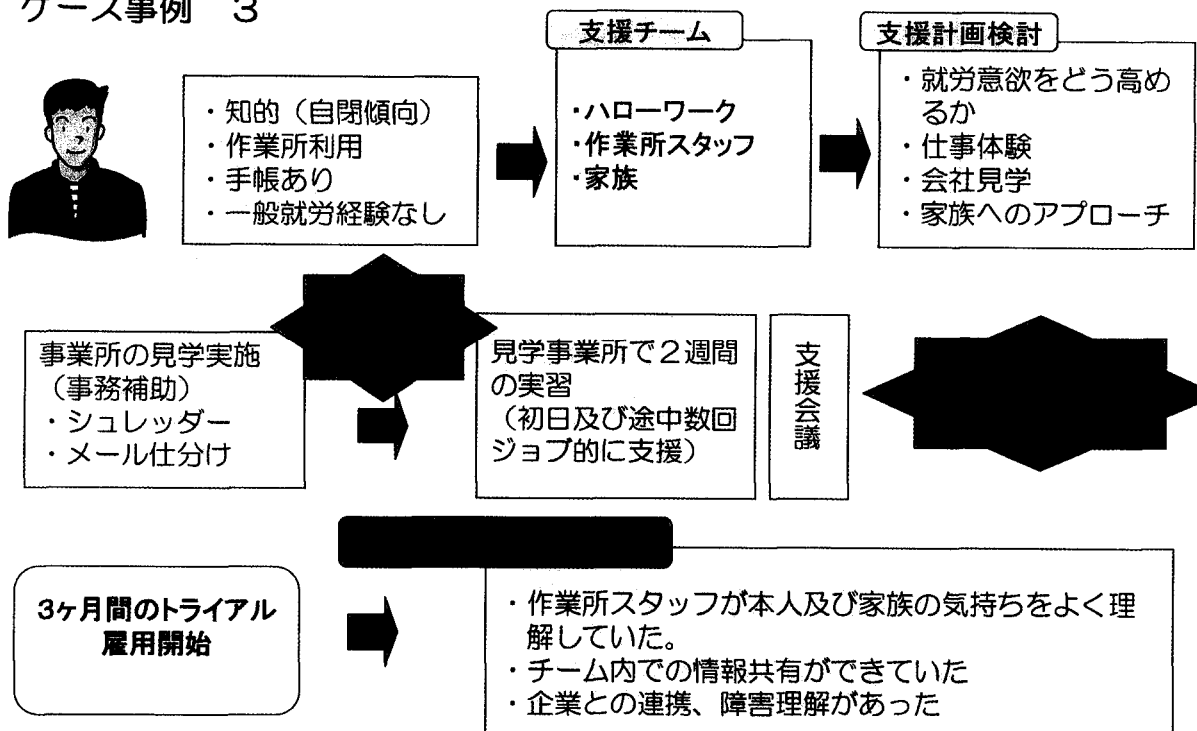 ケース事例　3
支援チーム
支援計画検討
・知的（自閉傾向）
・作業所利用
・手帳あり
・一般就労経験なし
・ハローワーク
・作業所スタッフ
・家族
・就労意欲をどう高め
るか
・仕事体験
・会社見学
・家族へのアプローチ
事業所の見学実施
（事務補助）
・シュレッダー
・メール仕分け
見学事業所で２週間
の実習
（初日及び途中数回
ジョブ的に支援）
支援会議
3ヶ月間のトライアル
雇用開始
・作業所スタッフが本人及び家族の気持ちをよく理
解していた。
・チーム内での情報共有ができていた
・企業との連携、障害理解があった